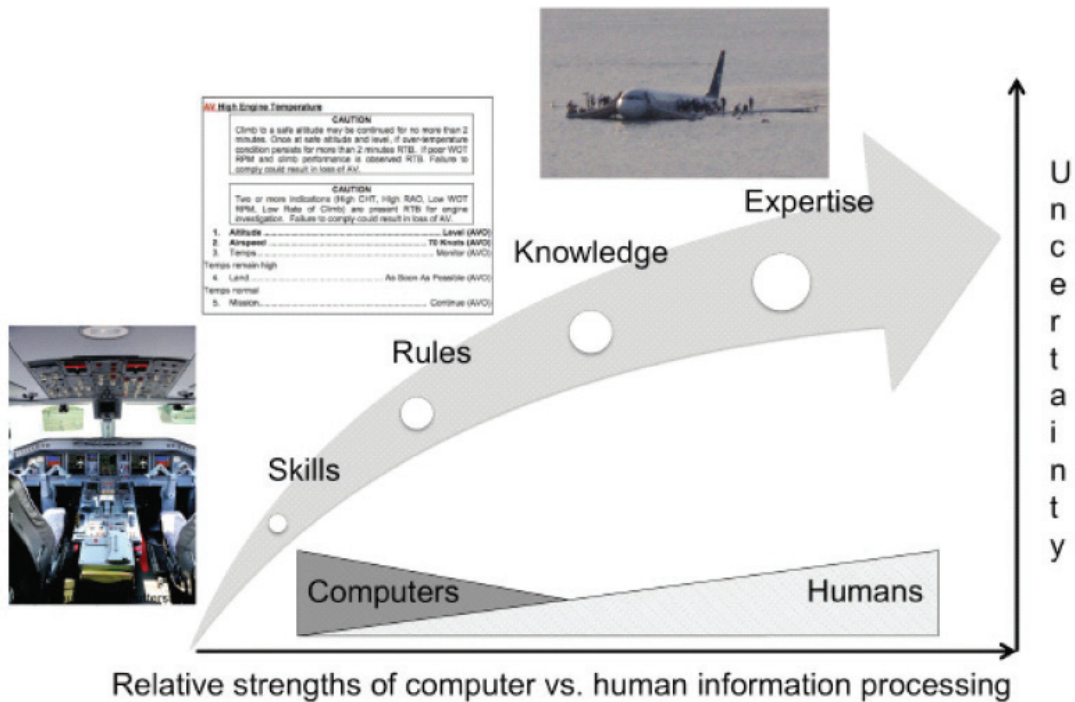 AV High Engine Temperature
CAUTION
Climb to a safe altitude may be continued for no more than 2
minutes. Once at safe altitude and level, if over-temperature
condition persists for more than 2 minutes RTB. If poor WOT
RPM and climb performance is observed RTB. Failure to
comply could result in loss of AV.
CAUTION
Two or more indications (High CHT, High RAO, Low WOT
RPM, Low Rate of Climb) are present RTB for engine
investigation. Failure to comply could result in loss of AV.
1. Altitude ... Level (AVO)
2. Airspeed ... 70 Knots (AVO)
3. Temps ... Monitor (AVO)
Temps remain high
4. Land ... As Soon As Possible (AVO)
Temps normal
5. Mission ... Continue (AVO)
Expertise
Knowledge
Rules
Skills
Computers
Humans
Uncertainty
Relative strengths of computer vs. human information processing